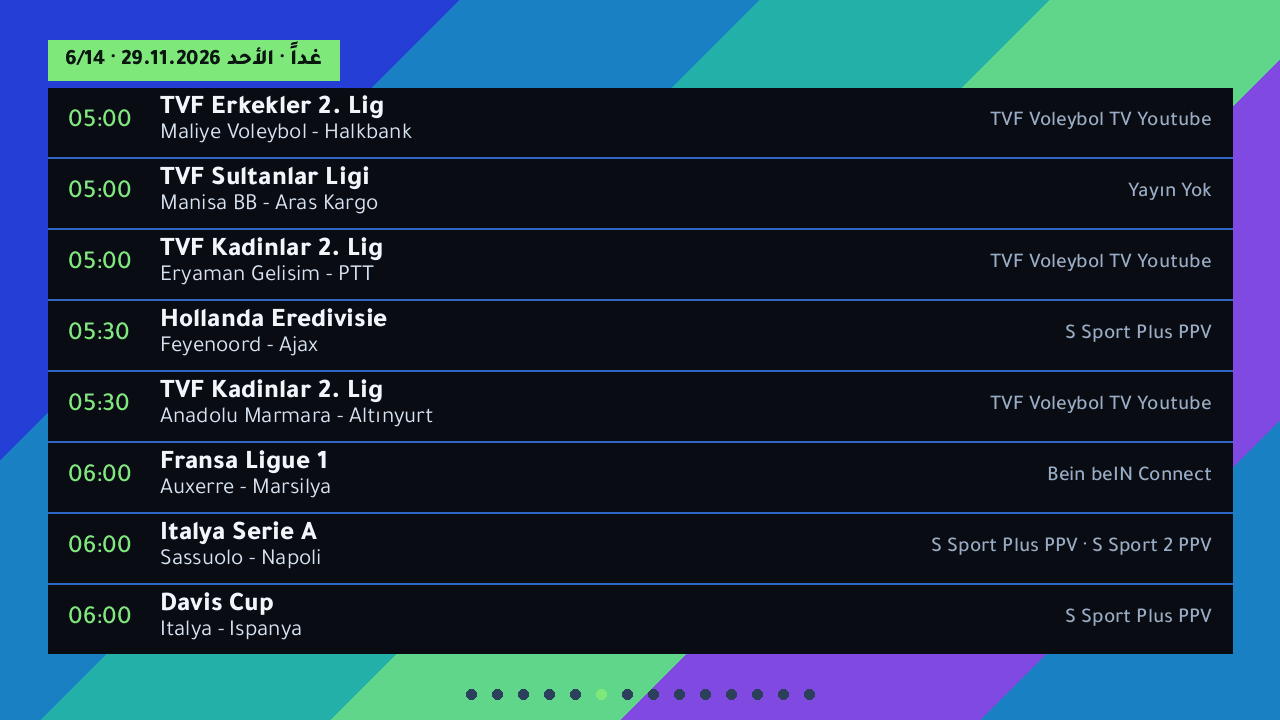 غداً · الأحد 29.11.2026 · 6/14
05:00 TVF Erkekler 2. Lig TVF Voleybol TV Youtube
Maliye Voleybol - Halkbank
05:00 TVF Sultanlar Ligi Yayın Yok
Manisa BB - Aras Kargo
05:00 TVF Kadinlar 2. Lig TVF Voleybol TV Youtube
Eryaman Gelisim - PTT
05:30 Hollanda Eredivisie S Sport Plus PPV
Feyenoord - Ajax
05:30 TVF Kadinlar 2. Lig TVF Voleybol TV Youtube
Anadolu Marmara - Altınyurt
06:00 Fransa Ligue 1 Bein beIN Connect
Auxerre - Marsilya
06:00 Italya Serie A S Sport Plus PPV · S Sport 2 PPV
Sassuolo - Napoli
06:00 Davis Cup S Sport Plus PPV
Italya - Ispanya